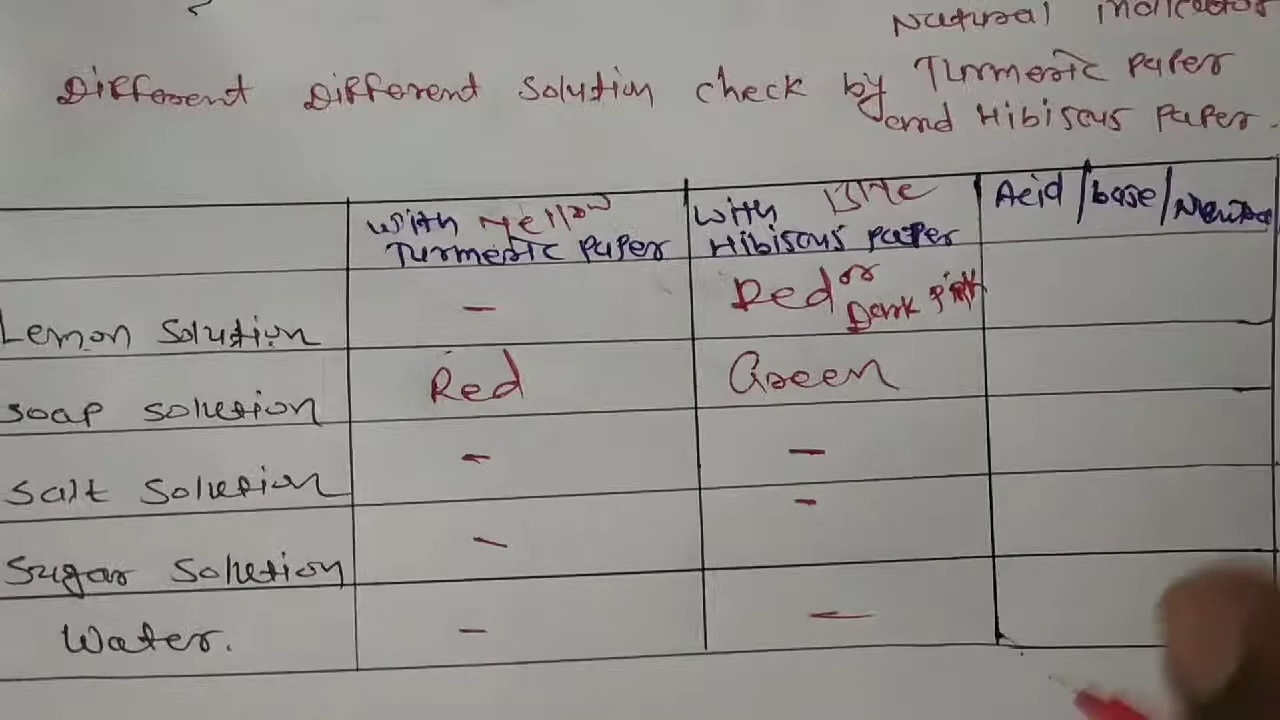 Natural indicator
Different Different Solution check by Turmeric paper
and Hibiscus paper.
with yellow Turmeric paper
with Blue Hibiscus paper
Acid/base/Neutral
Lemon solution - Red or Dark pink
soap solution Red Green
salt solution - -
sugar solution - -
Water. - -